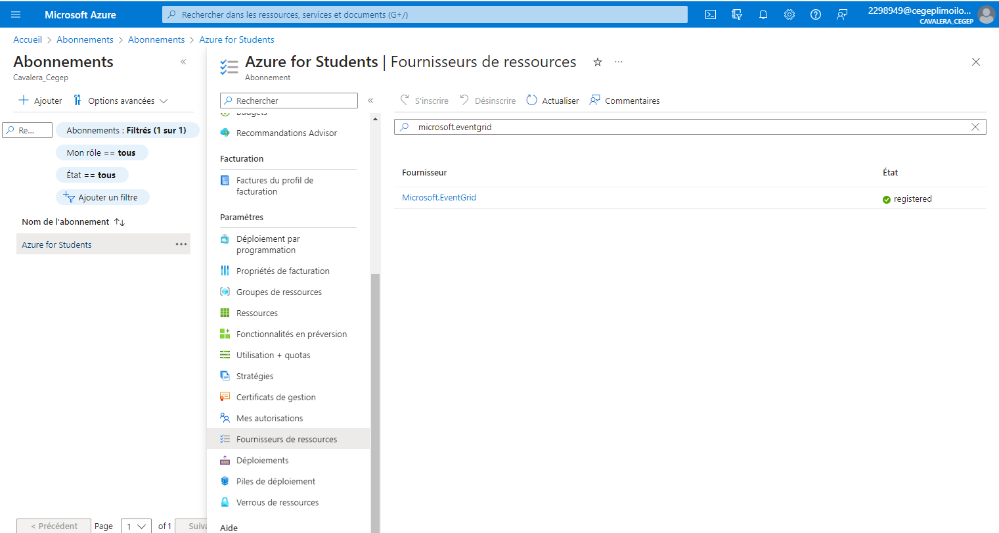 Microsoft Azure
Rechercher dans les ressources, services et documents (G+/)
2298949@cegeplimoilo...
CAVALERA_CEGEP
Accueil > Abonnements > Abonnements > Azure for Students
Abonnements
Cavalera_Cegep
Ajouter
Options avancées
Re...
Abonnements : Filtrés (1 sur 1)
Mon rôle == tous
État == tous
Ajouter un filtre
Nom de l'abonnement
Azure for Students
< Précédent
Page
1
of 1
Suiva
Azure for Students | Fournisseurs de ressources
Abonnement
Rechercher
Budgets
Recommandations Advisor
Facturation
Factures du profil de
facturation
Paramètres
Déploiement par
programmation
Propriétés de facturation
Groupes de ressources
Ressources
Fonctionnalités en préversion
Utilisation + quotas
Stratégies
Certificats de gestion
Mes autorisations
Fournisseurs de ressources
Déploiements
Piles de déploiement
Verrous de ressources
Aide
S'inscrire
Désinscrire
Actualiser
Commentaires
microsoft.eventgrid
Fournisseur
État
Microsoft.EventGrid
registered